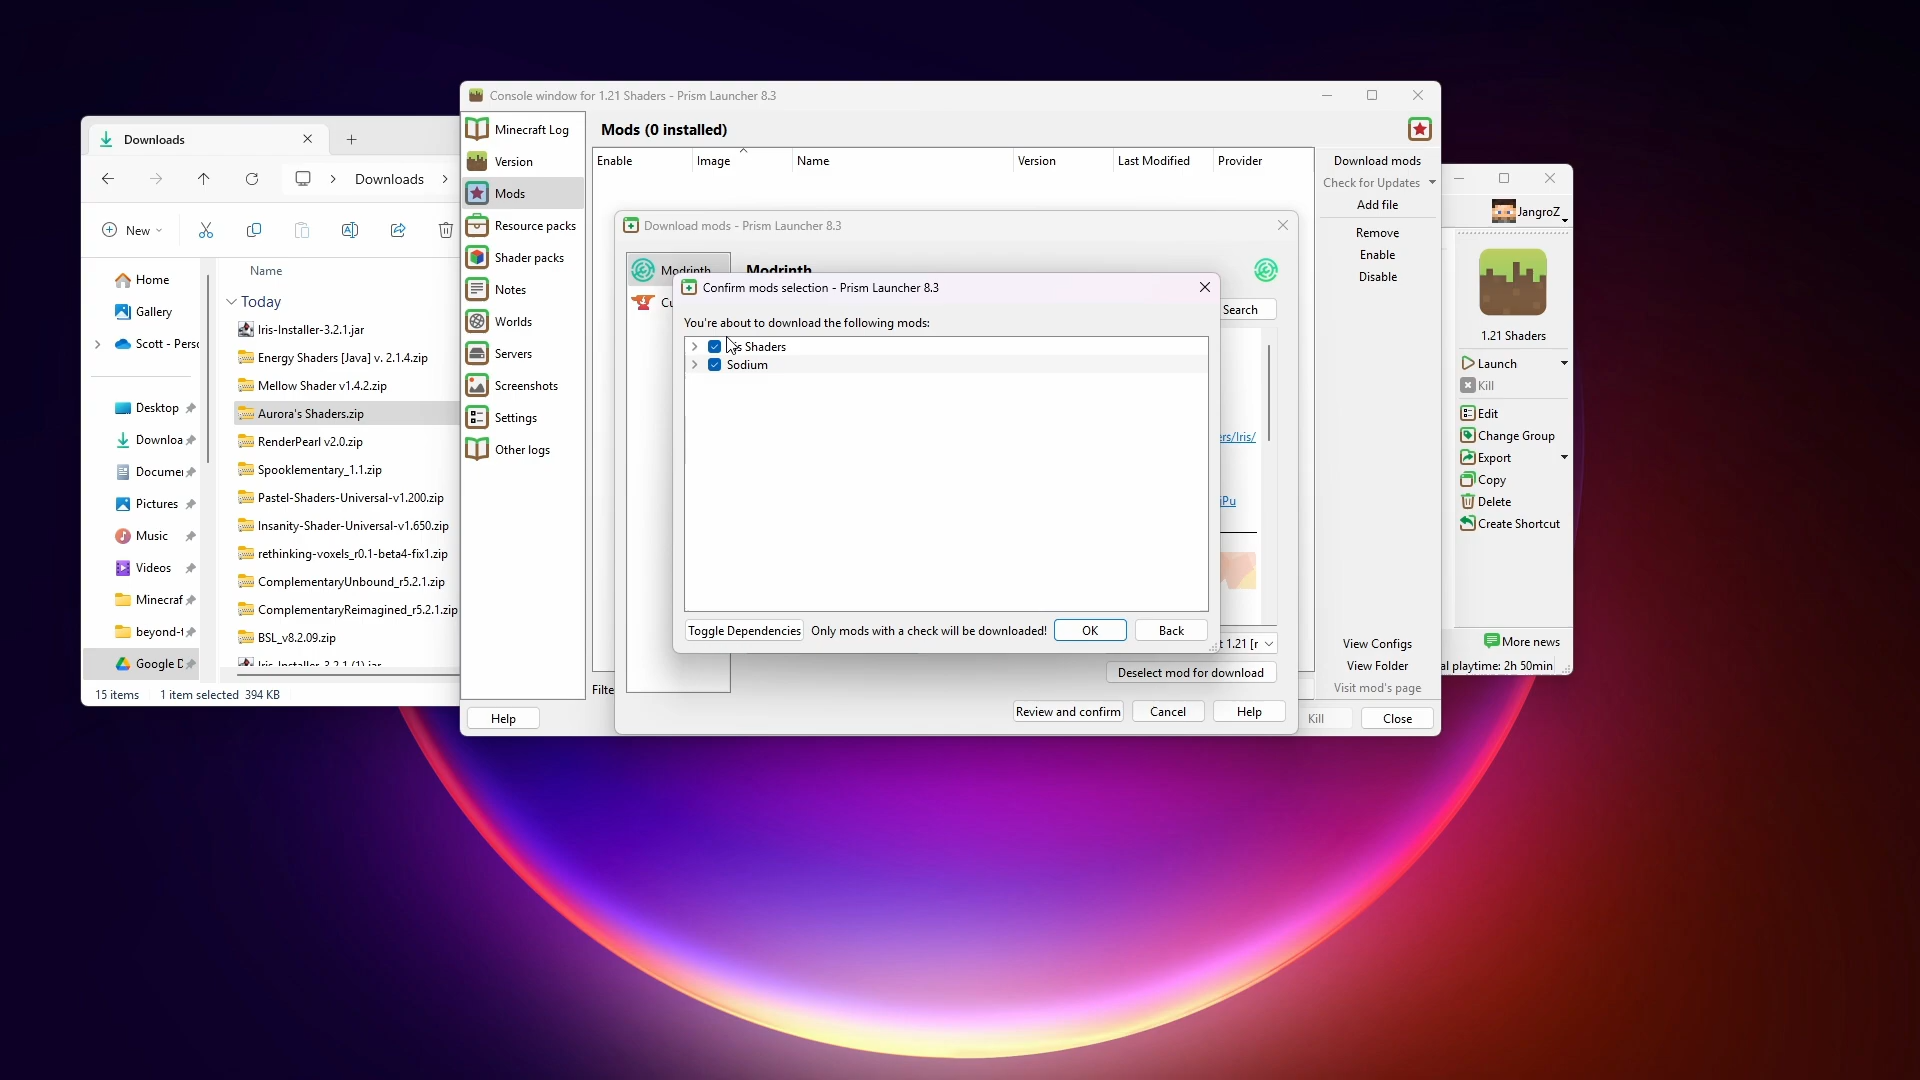 Downloads
Downloads
New
Name
Home
Gallery
Scott - Perso
Desktop
Downloa
Documer
Pictures
Music
Videos
Minecraf
beyond-t
Google D
Today
Iris-Installer-3.2.1.jar
Energy Shaders [Java] v. 2.1.4.zip
Mellow Shader v1.4.2.zip
Aurora's Shaders.zip
RenderPearl v2.0.zip
Spooklementary_1.1.zip
Pastel-Shaders-Universal-v1.200.zip
Insanity-Shader-Universal-v1.650.zip
rethinking-voxels_r0.1-beta4-fix1.zip
ComplementaryUnbound_r5.2.1.zip
ComplementaryReimagined_r5.2.1.zip
BSL_v8.2.09.zip
Iris-Installer-3.2.1 (1).jar
15 items 1 item selected 394 KB
Console window for 1.21 Shaders - Prism Launcher 8.3
Minecraft Log
Version
Mods
Resource packs
Shader packs
Notes
Worlds
Servers
Screenshots
Settings
Other logs
Help
Mods (0 installed)
Enable Image Name Version Last Modified Provider
Download mods
Check for Updates
Add file
Remove
Enable
Disable
View Configs
View Folder
Visit mod's page
Filte
Kill
Close
Download mods - Prism Launcher 8.3
Modrinth
Cu
Modrinth
Search
ers/Iris/
iPu
t 1.21 [r
Deselect mod for download
Review and confirm
Cancel
Help
Confirm mods selection - Prism Launcher 8.3
You're about to download the following mods:
s Shaders
Sodium
Toggle Dependencies
Only mods with a check will be downloaded!
OK
Back
JangroZ_
1.21 Shaders
Launch
Kill
Edit
Change Group
Export
Copy
Delete
Create Shortcut
More news
al playtime: 2h 50min